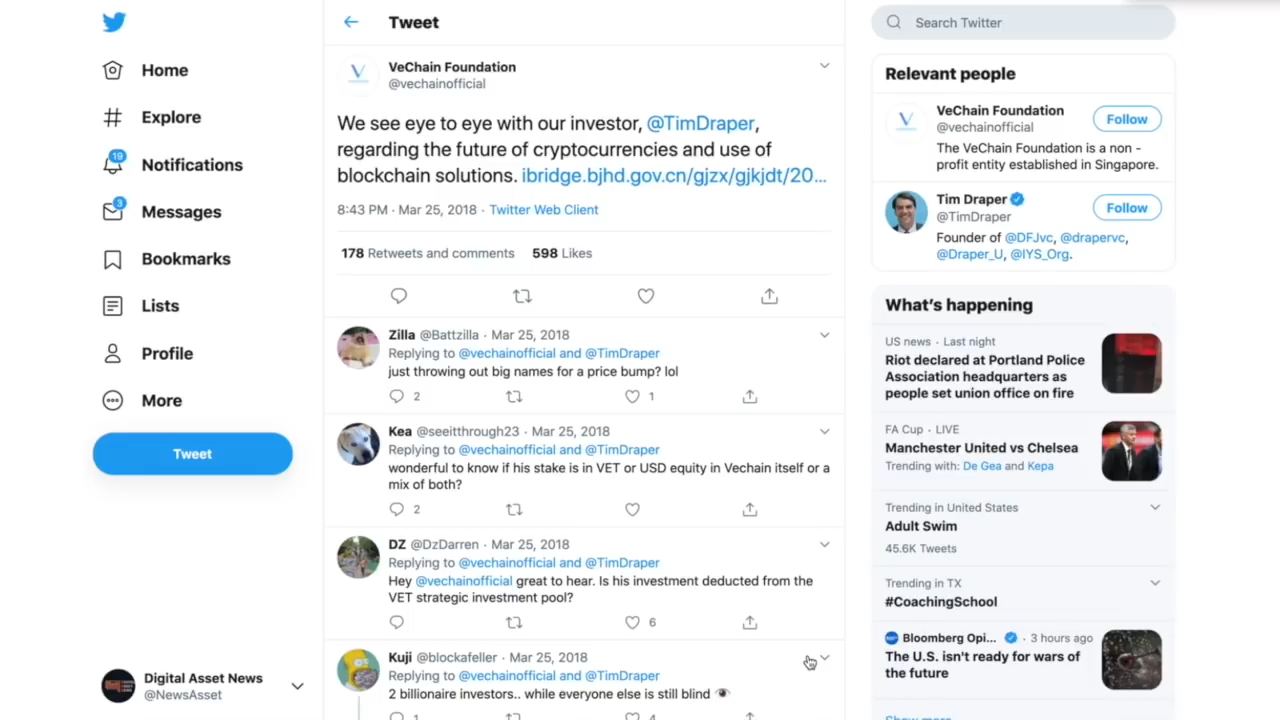 Home
Explore
19
Notifications
3
Messages
Bookmarks
Lists
Profile
More
Tweet
Digital Asset News
@NewsAsset
Tweet
VeChain Foundation
@vechainofficial
We see eye to eye with our investor, @TimDraper,
regarding the future of cryptocurrencies and use of
blockchain solutions. ibridge.bjhd.gov.cn/gjzx/gjkjdt/20...
8:43 PM · Mar 25, 2018 · Twitter Web Client
178 Retweets and comments 598 Likes
Zilla @Battzilla · Mar 25, 2018
Replying to @vechainofficial and @TimDraper
just throwing out big names for a price bump? lol
2 1
Kea @seeitthrough23 · Mar 25, 2018
Replying to @vechainofficial and @TimDraper
wonderful to know if his stake is in VET or USD equity in Vechain itself or a
mix of both?
2
DZ @DzDarren · Mar 25, 2018
Replying to @vechainofficial and @TimDraper
Hey @vechainofficial great to hear. Is his investment deducted from the
VET strategic investment pool?
6
Kuji @blockafeller · Mar 25, 2018
Replying to @vechainofficial and @TimDraper
2 billionaire investors.. while everyone else is still blind 👁
1 4
Search Twitter
Relevant people
VeChain Foundation
@vechainofficial
Follow
The VeChain Foundation is a non -
profit entity established in Singapore.
Tim Draper
@TimDraper
Follow
Founder of @DFJvc, @drapervc,
@Draper_U, @IYS_Org.
What's happening
US news · Last night
Riot declared at Portland Police
Association headquarters as
people set union office on fire
FA Cup · LIVE
Manchester United vs Chelsea
Trending with: De Gea and Kepa
Trending in United States
Adult Swim
45.6K Tweets
Trending in TX
#CoachingSchool
Bloomberg Opi... · 3 hours ago
The U.S. isn't ready for wars of
the future
Show more